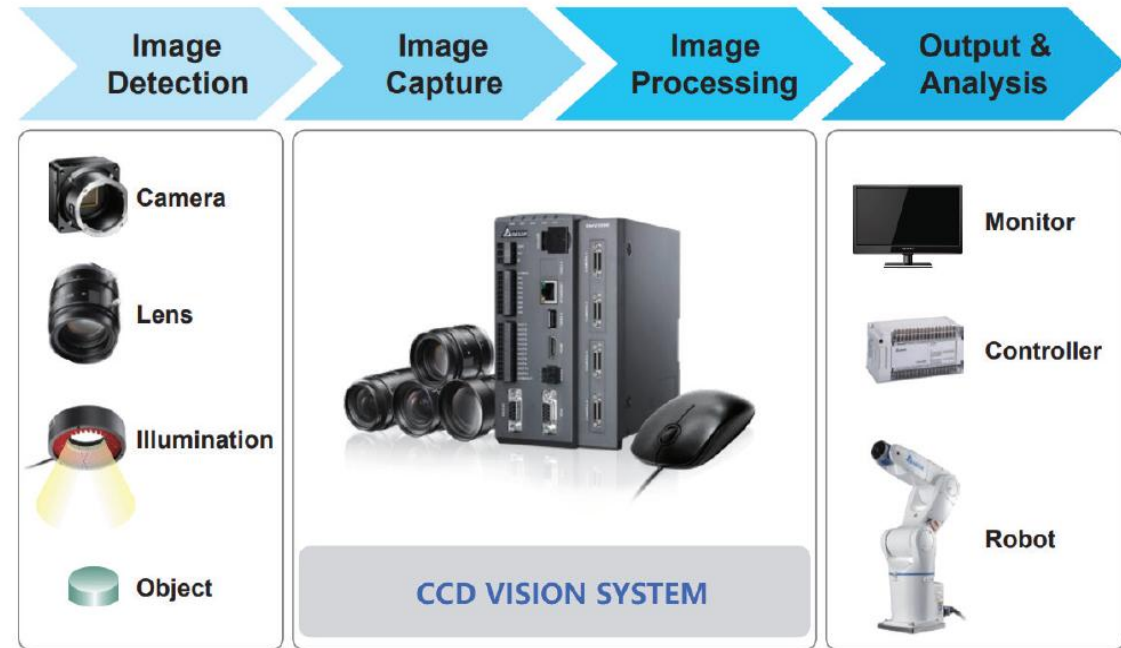 Image
Detection
Image
Capture
Image
Processing
Output &
Analysis
Camera
Lens
Illumination
Object
CCD VISION SYSTEM
Monitor
Controller
Robot